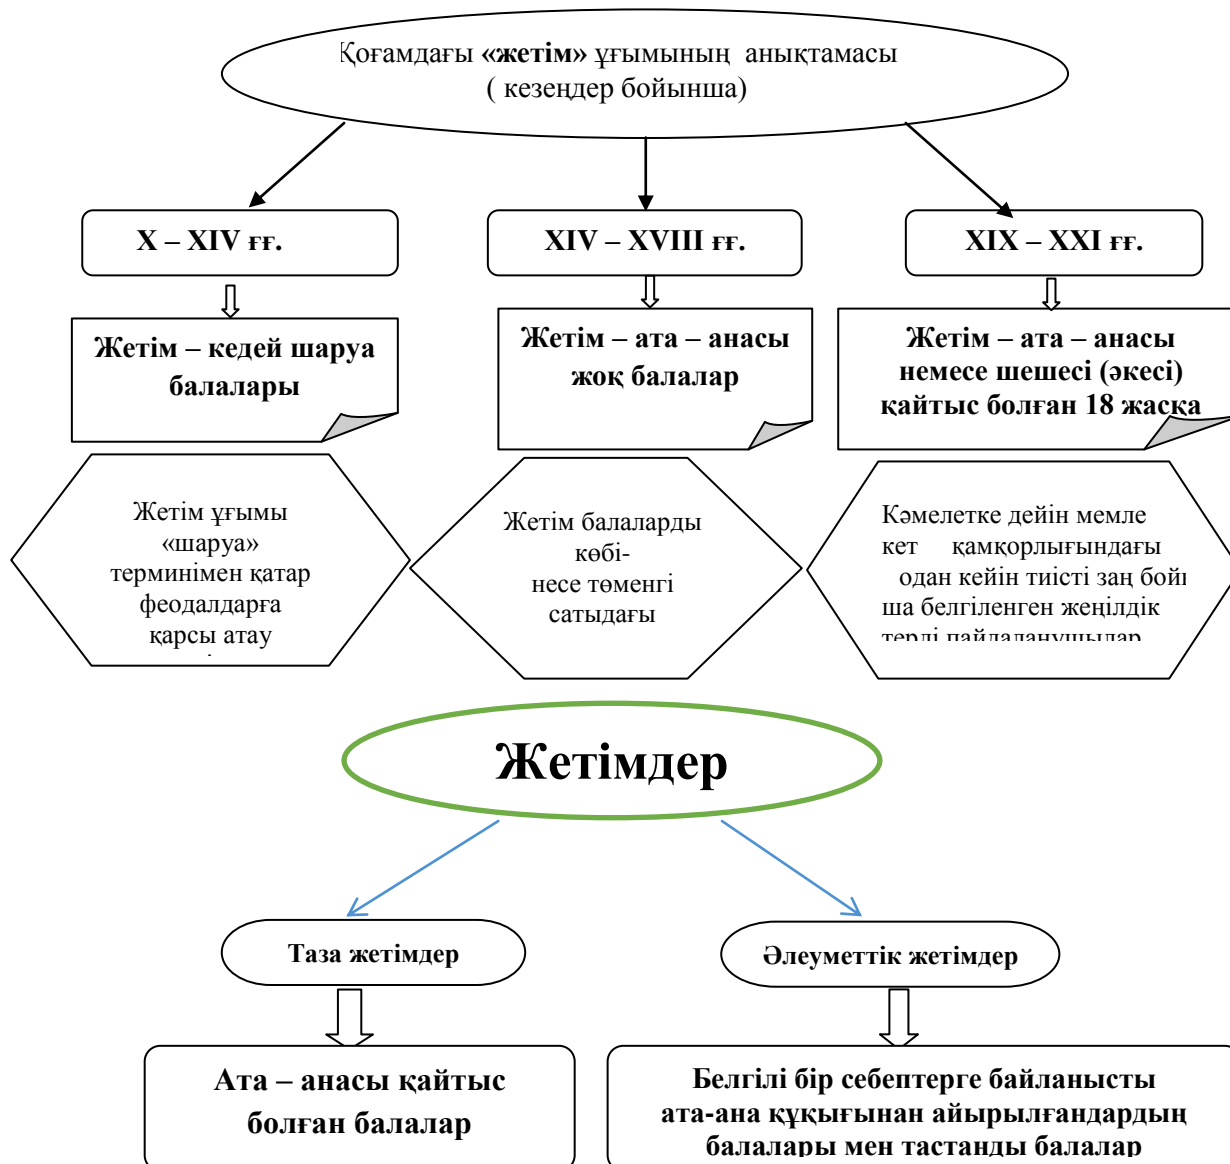 Қоғамдағы «жетім» ұғымының анықтамасы
( кезеңдер бойынша)
X – XIV ғғ.
XIV – XVIII ғғ.
XIX – XXI ғғ.
Жетім – кедей шаруа
балалары
Жетім – ата – анасы
жоқ балалар
Жетім – ата – анасы
немесе шешесі (әкесі)
қайтыс болған 18 жасқа
Жетім ұғымы
«шаруа»
терминімен қатар
феодалдарға
қарсы атау
Жетім балаларды
көбі-
несе төменгі
сатыдағы
Кәмелетке дейін мемле
кет қамқорлығындағы
одан кейін тиісті заң бойы
ша белгіленген жеңілдік
терді пайдаланушылар
Жетімдер
Таза жетімдер
Әлеуметтік жетімдер
Ата – анасы қайтыс
болған балалар
Белгілі бір себептерге байланысты
ата-ана құқығынан айырылғандардың
балалары мен тастанды балалар